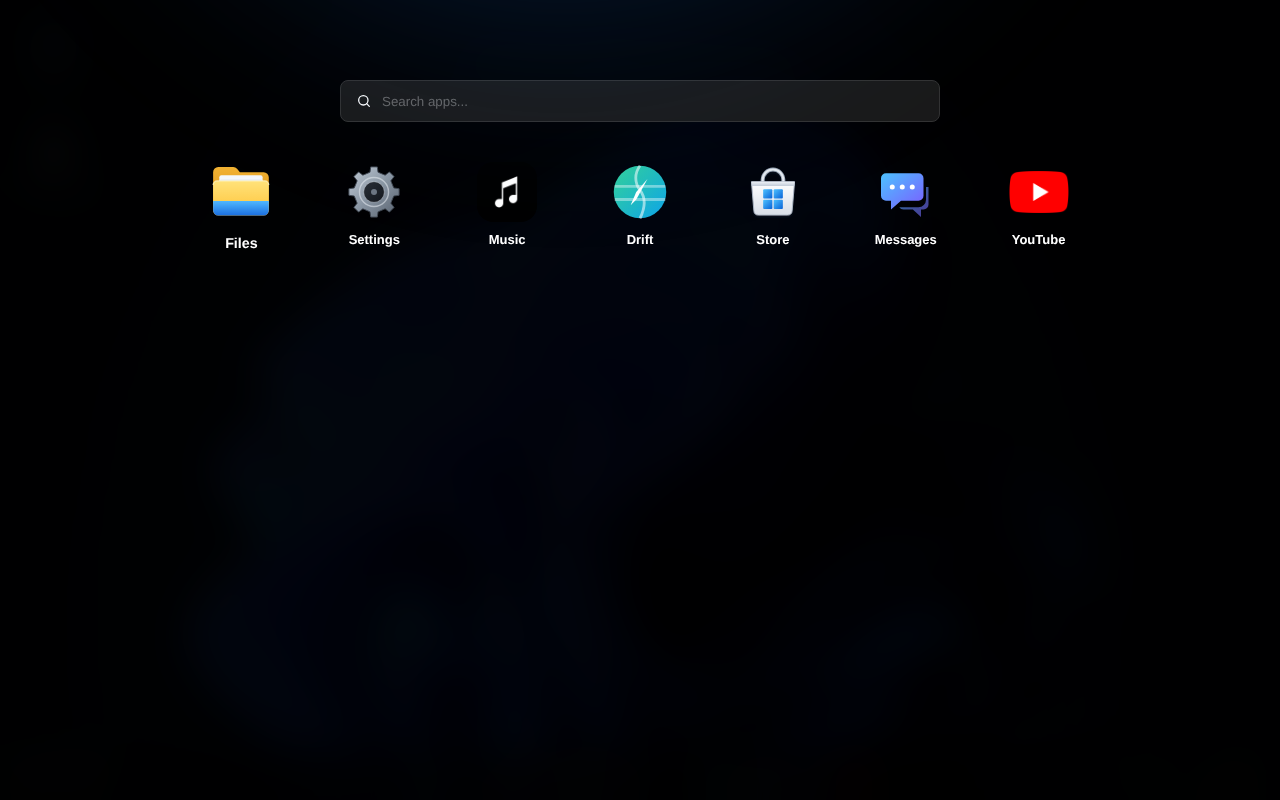 Search apps...
Files
Settings
Music
Drift
Store
Messages
YouTube